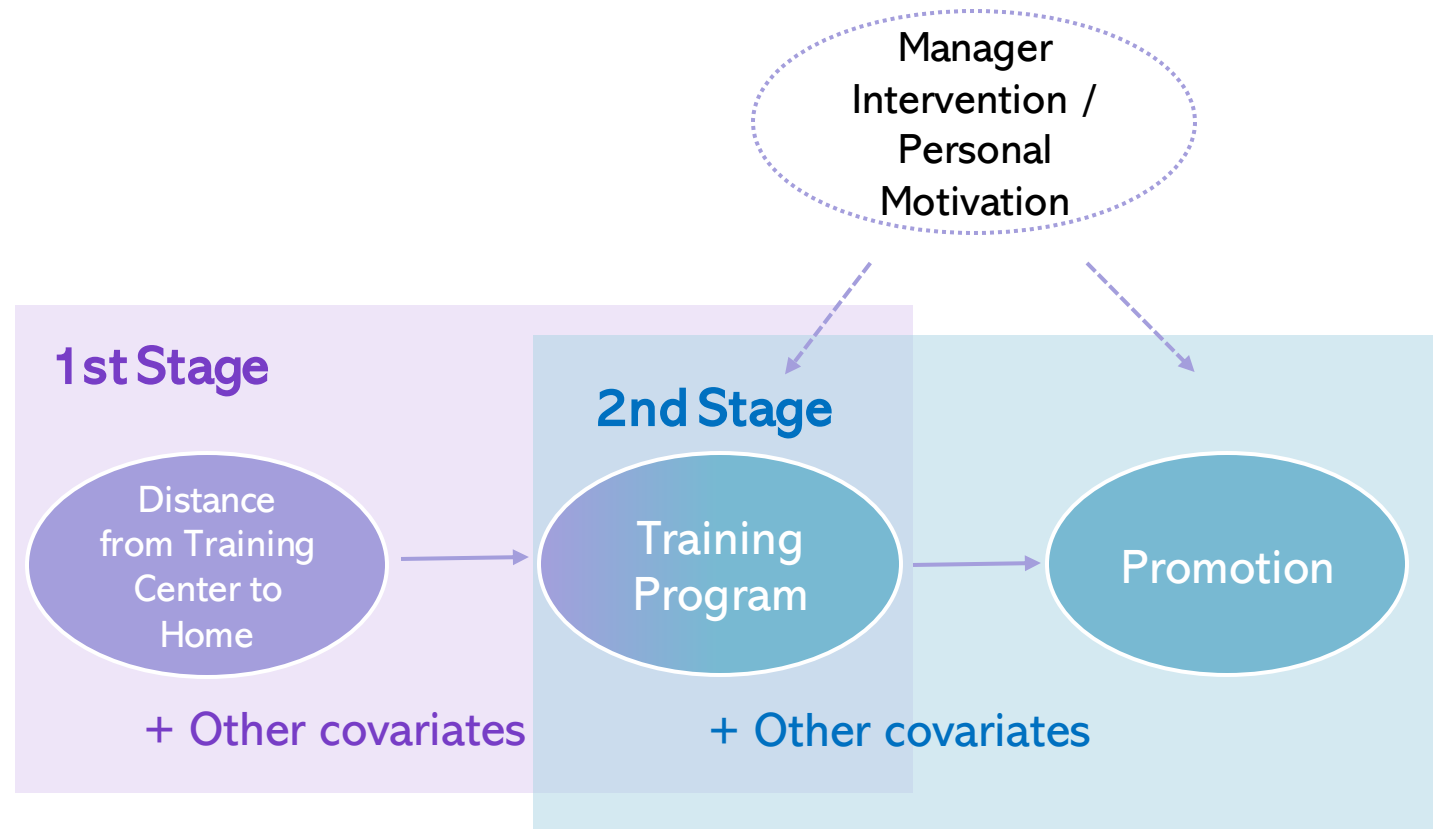 Manager
Intervention /
Personal
Motivation
1st Stage
2nd Stage
Distance
from Training
Center to
Home
Training
Program
Promotion
+ Other covariates
+ Other covariates